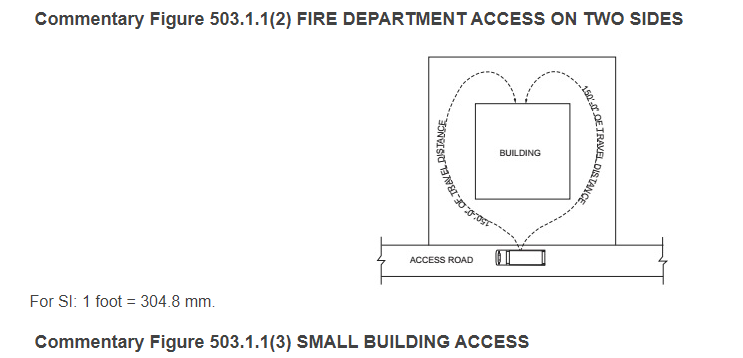 Commentary Figure 503.1.1(2) FIRE DEPARTMENT ACCESS ON TWO SIDES
150'-0" OF TRAVEL DISTANCE
150'-0" OF TRAVEL DISTANCE
BUILDING
ACCESS ROAD
For SI: 1 foot = 304.8 mm.
Commentary Figure 503.1.1(3) SMALL BUILDING ACCESS